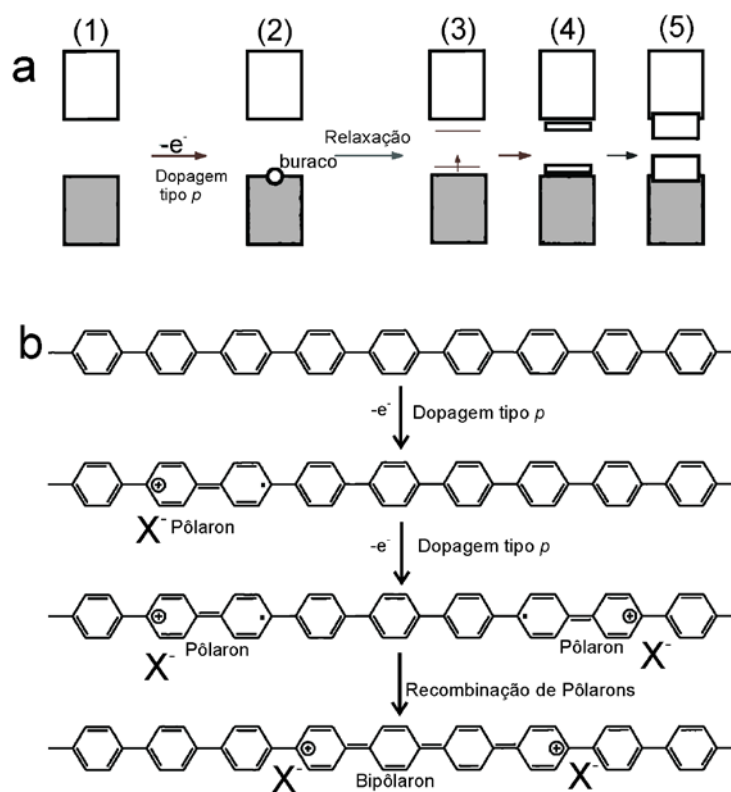 a
(1) (2) (3) (4) (5)
-e-
Dopagem
tipo p
buraco
Relaxação
b
-e- Dopagem tipo p
X- Pôlaron
-e- Dopagem tipo p
X- Pôlaron Pôlaron X-
Recombinação de Pôlarons
X- Bipôlaron X-